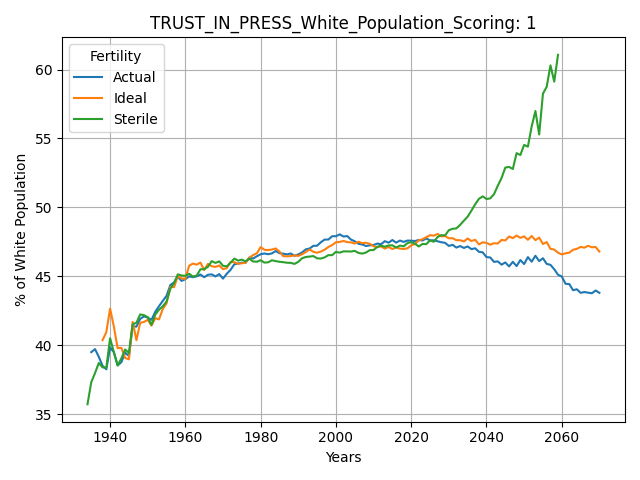 TRUST_IN_PRESS_White_Population_Scoring: 1
Fertility
Actual
Ideal
Sterile
% of White Population
60
55
50
45
40
35
1940 1960 1980 2000 2020 2040 2060
Years